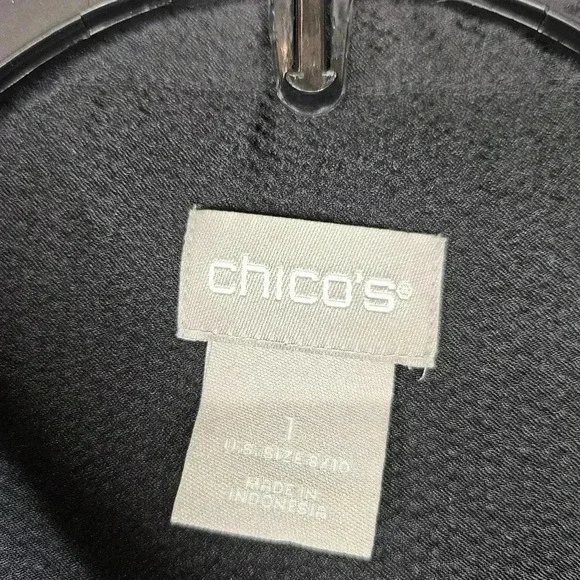 chico's®
1
U.S. SIZE 8/10
MADE IN
INDONESIA